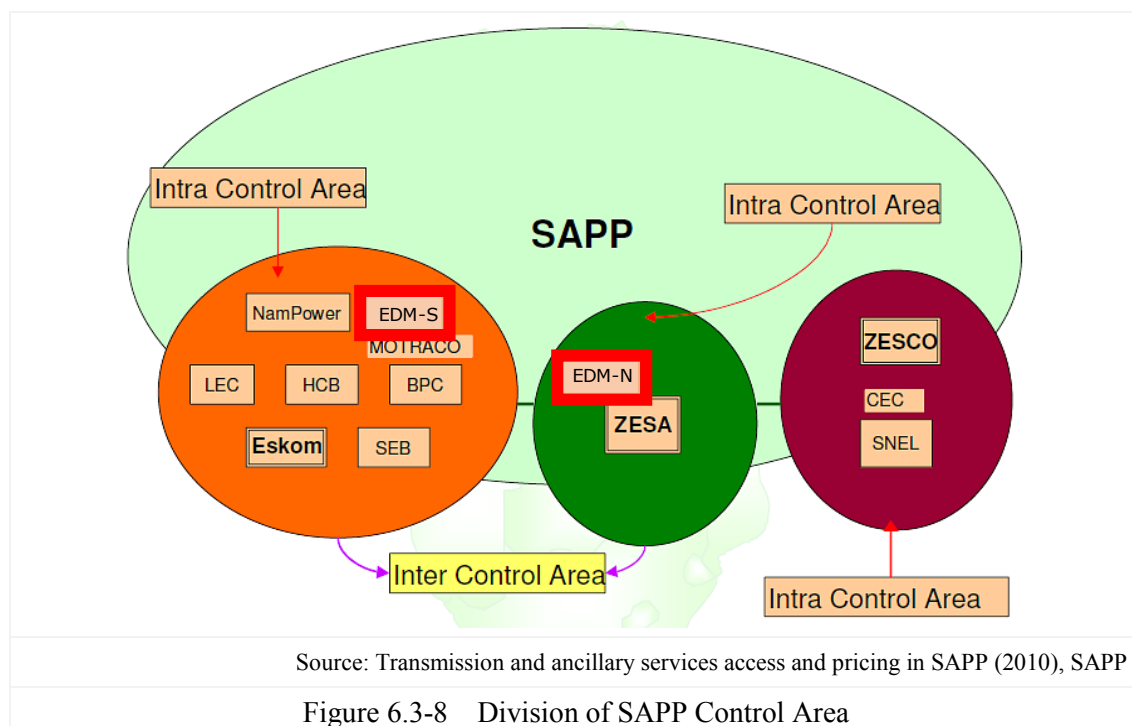 Intra Control Area
Intra Control Area
SAPP
NamPower
EDM-S
MOTRACO
LEC
HCB
BPC
Eskom
SEB
EDM-N
ZESA
ZESCO
CEC
SNEL
Inter Control Area
Intra Control Area
Source: Transmission and ancillary services access and pricing in SAPP (2010), SAPP
Figure 6.3-8 Division of SAPP Control Area